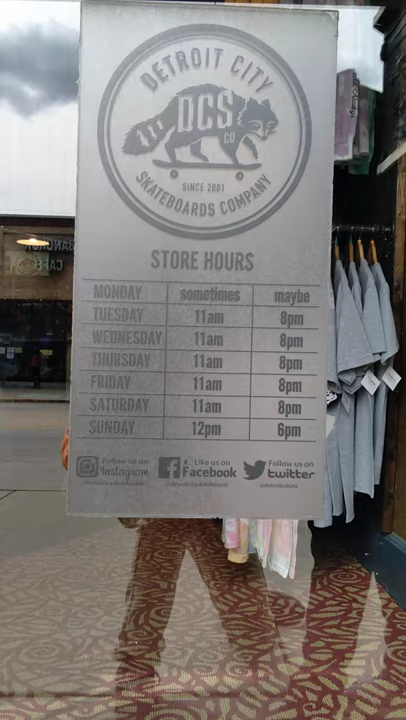 DETROIT CITY
DCS
CO.
SINCE 2001
SKATEBOARDS COMPANY
STORE HOURS
MONDAY sometimes maybe
TUESDAY 11am 8pm
WEDNESDAY 11am 8pm
THURSDAY 11am 8pm
FRIDAY 11am 8pm
SATURDAY 11am 8pm
SUNDAY 12pm 6pm
Follow us on Like us on Follow us on
Instagram Facebook twitter